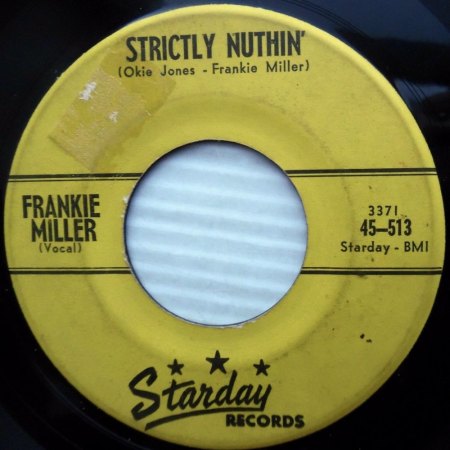 STRICTLY NUTHIN'
(Okie Jones - Frankie Miller)
FRANKIE
MILLER
(Vocal)
3371
45-513
Starday - BMI
Starday
RECORDS